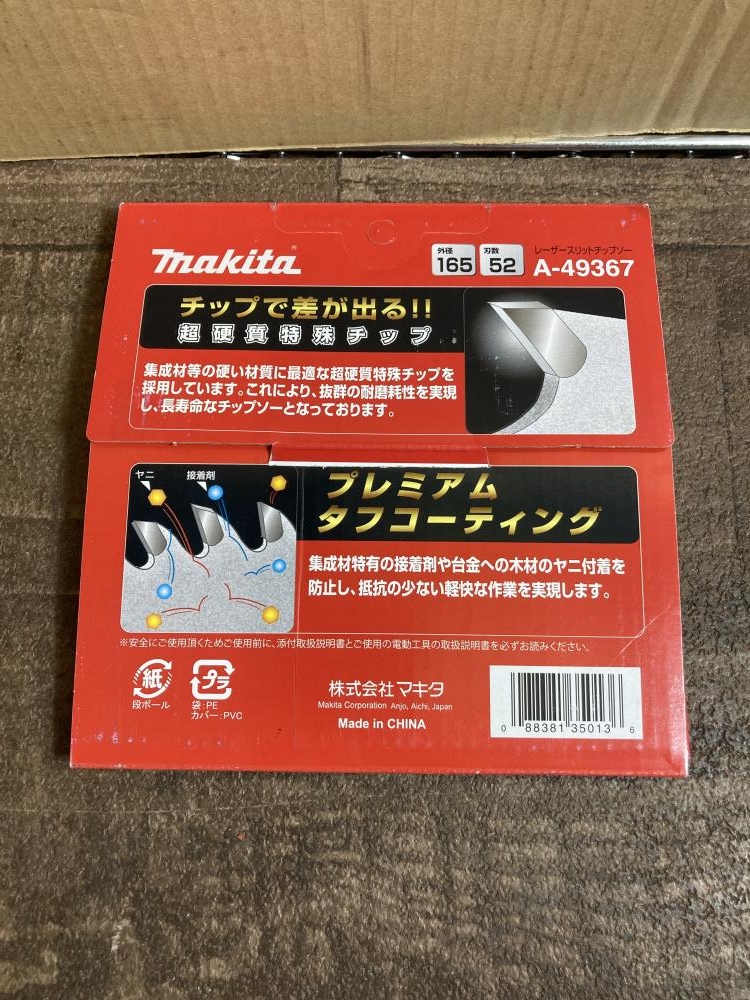 makita
外径 165
刃数 52
レーザースリットチップソー
A-49367
チップで差が出る!!
超硬質特殊チップ
集成材等の硬い材質に最適な超硬質特殊チップを
採用しています。これにより、抜群の耐磨耗性を実現
し、長寿命なチップソーとなっております。
ヤニ
接着剤
プレミアム
タフコーティング
集成材特有の接着剤や台金への木材のヤニ付着を
防止し、抵抗の少ない軽快な作業を実現します。
※安全にご使用頂くためご使用前に、添付取扱説明書とご使用の電動工具の取扱説明書を必ずお読みください。
紙
段ボール
プラ
袋:PE
カバー:PVC
株式会社マキタ
Makita Corporation Anjo, Aichi, Japan
Made in CHINA
0 88381 35013 6